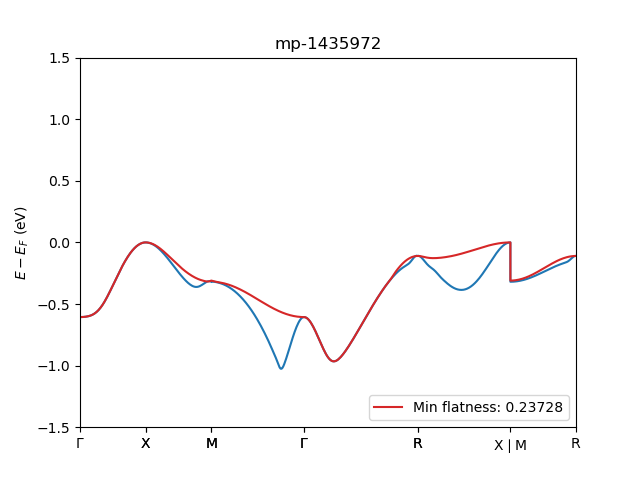 mp-1435972
1.5
1.0
0.5
0.0
−0.5
−1.0
−1.5
E − E_F (eV)
Min flatness: 0.23728
Γ X M Γ R X | M R